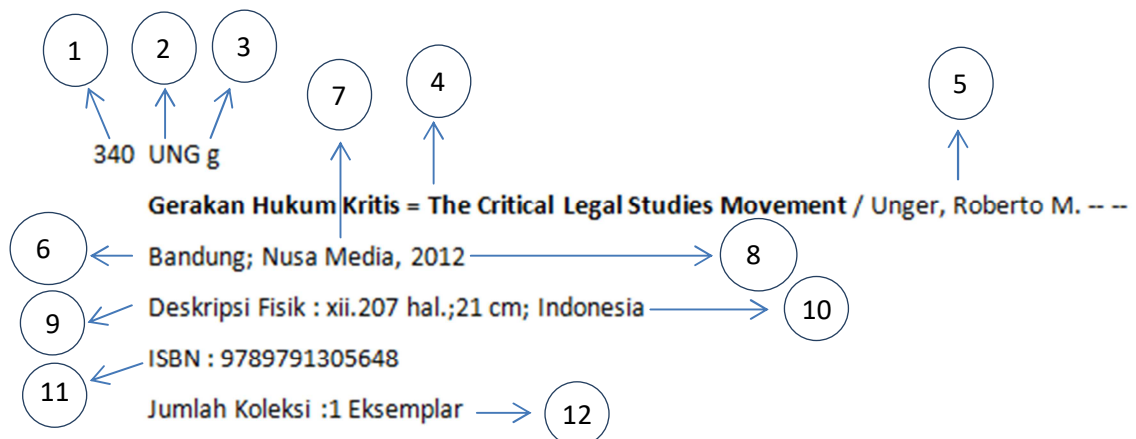 1 2 3
7 4 5
340 UNG g
Gerakan Hukum Kritis = The Critical Legal Studies Movement / Unger, Roberto M. -- --
6 Bandung; Nusa Media, 2012 8
9 Deskripsi Fisik : xii.207 hal.;21 cm; Indonesia 10
ISBN : 9789791305648
11 Jumlah Koleksi :1 Eksemplar 12